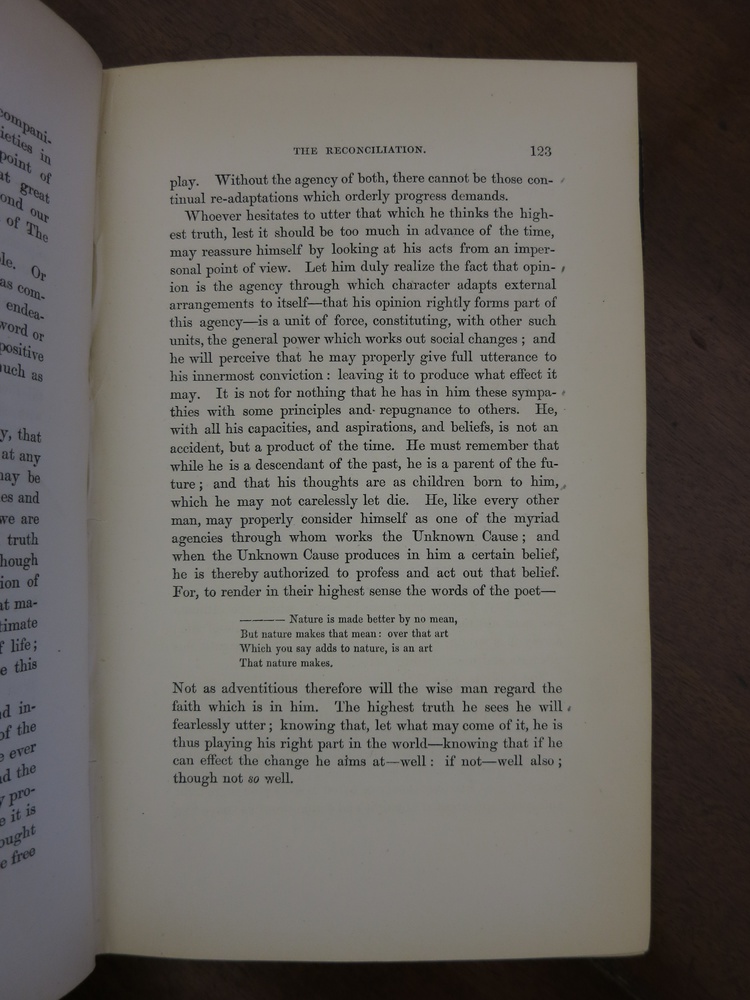 compani-
ieties in
point of
at great
ond our
of The
le. Or
as com-
endea-
word or
positive
much as
y, that
at any
may be
es and
we are
truth
hough
ion of
at ma-
timate
f life;
e this
nd in-
of the
e ever
nd the
y pro-
e it is
ought
e free
THE RECONCILIATION. 123
play. Without the agency of both, there cannot be those con-
tinual re-adaptations which orderly progress demands.
Whoever hesitates to utter that which he thinks the high-
est truth, lest it should be too much in advance of the time,
may reassure himself by looking at his acts from an imper-
sonal point of view. Let him duly realize the fact that opin-
ion is the agency through which character adapts external
arrangements to itself—that his opinion rightly forms part of
this agency—is a unit of force, constituting, with other such
units, the general power which works out social changes; and
he will perceive that he may properly give full utterance to
his innermost conviction: leaving it to produce what effect it
may. It is not for nothing that he has in him these sympa-
thies with some principles and repugnance to others. He,
with all his capacities, and aspirations, and beliefs, is not an
accident, but a product of the time. He must remember that
while he is a descendant of the past, he is a parent of the fu-
ture; and that his thoughts are as children born to him,
which he may not carelessly let die. He, like every other
man, may properly consider himself as one of the myriad
agencies through whom works the Unknown Cause; and
when the Unknown Cause produces in him a certain belief,
he is thereby authorized to profess and act out that belief.
For, to render in their highest sense the words of the poet—
——— Nature is made better by no mean,
But nature makes that mean: over that art
Which you say adds to nature, is an art
That nature makes.
Not as adventitious therefore will the wise man regard the
faith which is in him. The highest truth he sees he will
fearlessly utter; knowing that, let what may come of it, he is
thus playing his right part in the world—knowing that if he
can effect the change he aims at—well: if not—well also;
though not so well.